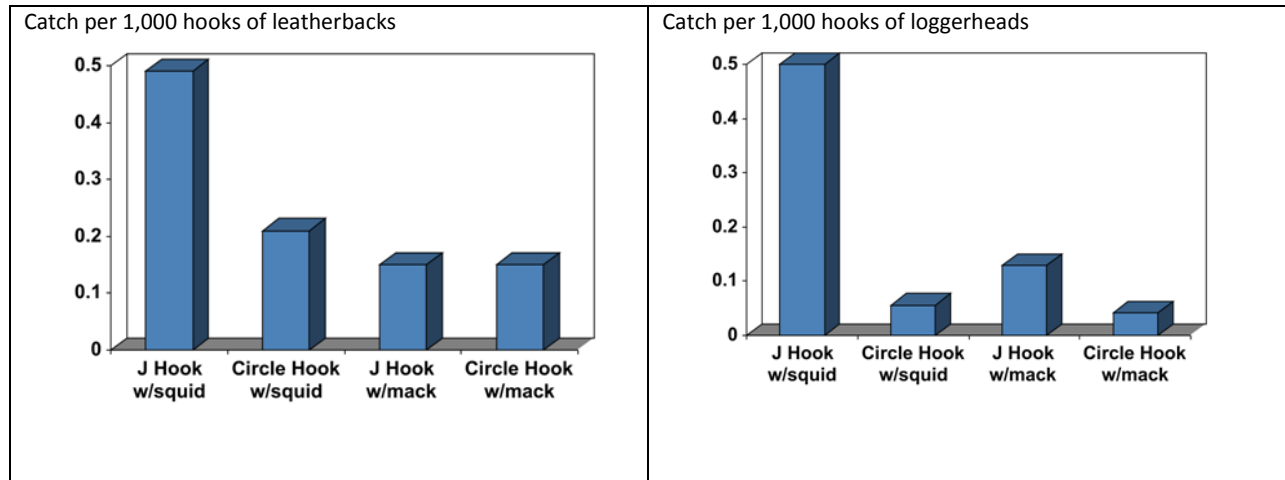 Catch per 1,000 hooks of leatherbacks
0.5
0.4
0.3
0.2
0.1
0
J Hook
w/squid
Circle Hook
w/squid
J Hook
w/mack
Circle Hook
w/mack
Catch per 1,000 hooks of loggerheads
0.5
0.4
0.3
0.2
0.1
0
J Hook
w/squid
Circle Hook
w/squid
J Hook
w/mack
Circle Hook
w/mack